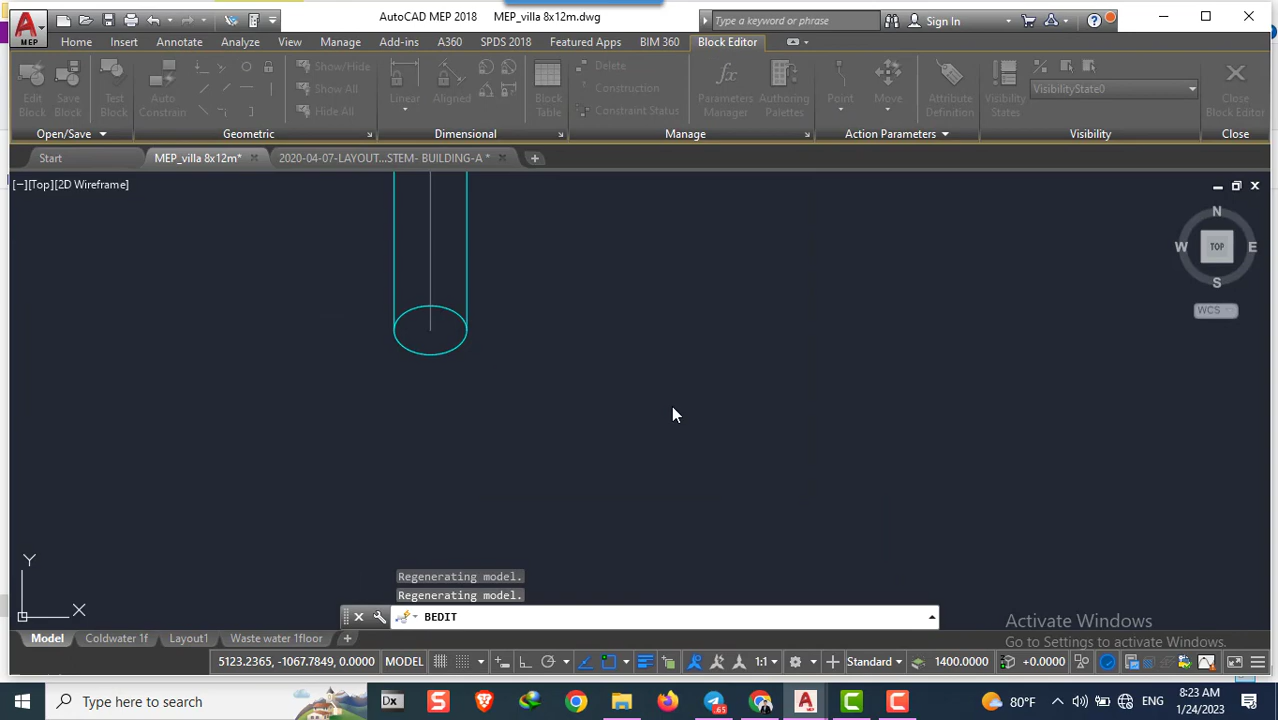 AutoCAD MEP 2018 MEP_villa 8x12m.dwg
Type a keyword or phrase
Sign In
MEP
Home Insert Annotate Analyze View Manage Add-ins A360 SPDS 2018 Featured Apps BIM 360 Block Editor
Edit Block
Save Block
Test Block
Auto Constrain
Show/Hide
Show All
Hide All
Linear
Aligned
Block Table
Delete
Construction
Constraint Status
Parameters Manager
Authoring Palettes
Point
Move
Attribute Definition
Visibility States
VisibilityState0
Close Block Editor
Open/Save Geometric Dimensional Manage Action Parameters Visibility Close
Start MEP_villa 8x12m* 2020-04-07-LAYOUT...STEM- BUILDING-A *
[−][Top][2D Wireframe]
N
W TOP E
S
WCS
Y
X
Regenerating model.
Regenerating model.
BEDIT
Activate Windows
Go to Settings to activate Windows.
Model Coldwater 1f Layout1 Waste water 1floor
5123.2365, -1067.7849, 0.0000 MODEL 1:1 Standard 1400.0000 +0.0000
Type here to search
Dx
S
.65
80°F
ENG
8:23 AM
1/24/2023